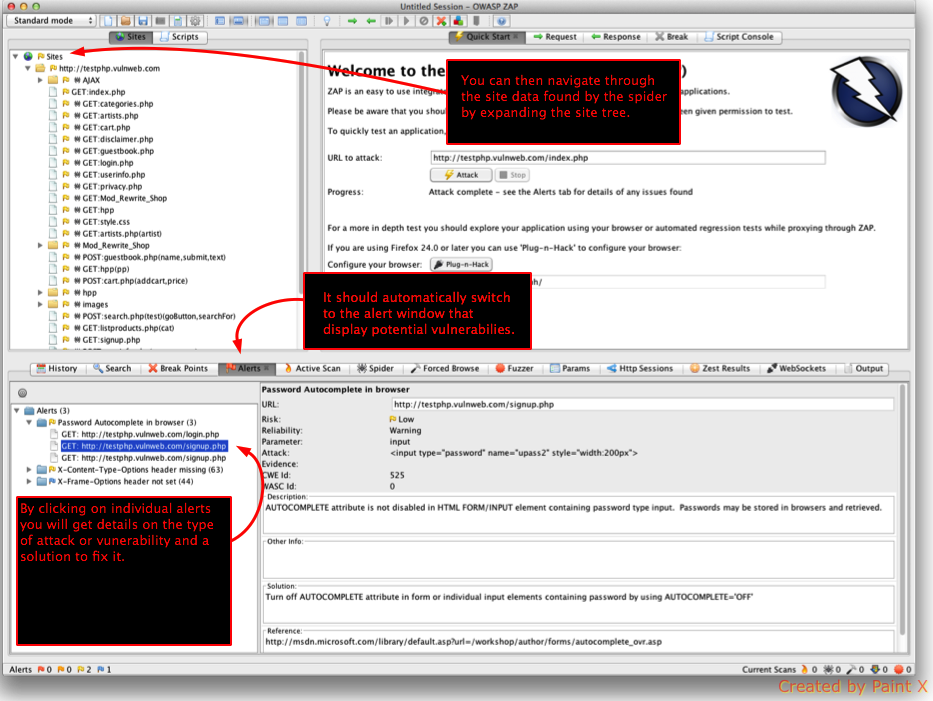 Untitled Session - OWASP ZAP
Standard mode
Sites
Scripts
Quick Start
Request
Response
Break
Script Console
Sites
http://testphp.vulnweb.com
AJAX
GET:index.php
GET:categories.php
GET:artists.php
GET:cart.php
GET:disclaimer.php
GET:guestbook.php
GET:login.php
GET:userinfo.php
GET:privacy.php
GET:Mod_Rewrite_Shop
GET:hpp
GET:style.css
GET:artists.php(artist)
Mod_Rewrite_Shop
POST:guestbook.php(name,submit,text)
GET:hpp(pp)
POST:cart.php(addcart,price)
hpp
images
POST:search.php(test)(goButton,searchFor)
GET:listproducts.php(cat)
GET:signup.php
Welcome to the
)
ZAP is an easy to use integr
applications.
Please be aware that you shou
en given permission to test.
To quickly test an application,
You can then navigate through
the site data found by the spider
by expanding the site tree.
URL to attack:
http://testphp.vulnweb.com/index.php
Attack
Stop
Progress:
Attack complete - see the Alerts tab for details of any issues found
For a more in depth test you should explore your application using your browser or automated regression tests while proxying through ZAP.
If you are using Firefox 24.0 or later you can use 'Plug-n-Hack' to configure your browser:
Configure your browser:
Plug-n-Hack
nh/
It should automatically switch
to the alert window that
display potential vulnerabilies.
History
Search
Break Points
Alerts
Active Scan
Spider
Forced Browse
Fuzzer
Params
Http Sessions
Zest Results
WebSockets
Output
Alerts (3)
Password Autocomplete in browser (3)
GET: http://testphp.vulnweb.com/login.php
GET: http://testphp.vulnweb.com/signup.php
GET: http://testphp.vulnweb.com/signup.php
X-Content-Type-Options header missing (63)
X-Frame-Options header not set (44)
By clicking on individual alerts
you will get details on the type
of attack or vunerability and a
solution to fix it.
Password Autocomplete in browser
URL:
http://testphp.vulnweb.com/signup.php
Risk:
Low
Reliability:
Warning
Parameter:
input
Attack:
<input type="password" name="upass2" style="width:200px">
Evidence:
CWE Id:
525
WASC Id:
0
Description:
AUTOCOMPLETE attribute is not disabled in HTML FORM/INPUT element containing password type input. Passwords may be stored in browsers and retrieved.
Other Info:
Solution:
Turn off AUTOCOMPLETE attribute in form or individual input elements containing password by using AUTOCOMPLETE='OFF'
Reference:
http://msdn.microsoft.com/library/default.asp?url=/workshop/author/forms/autocomplete_ovr.asp
Alerts 0 0 2 1
Current Scans 0 0 0 0 0
Created by Paint X